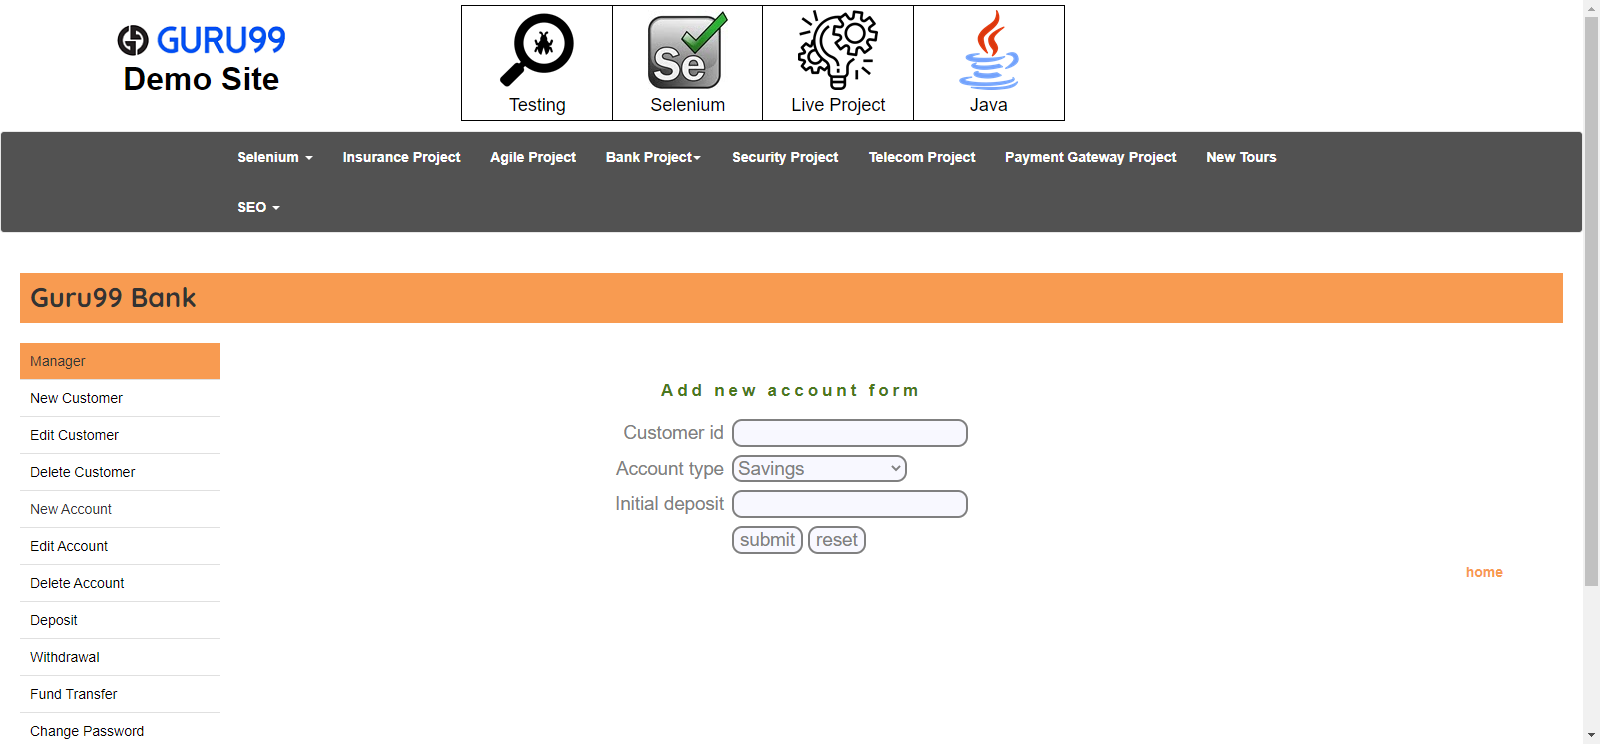 GURU99
Demo Site
Testing
Selenium
Se
Live Project
Java
Selenium
Insurance Project
Agile Project
Bank Project
Security Project
Telecom Project
Payment Gateway Project
New Tours
SEO
Guru99 Bank
Manager
New Customer
Edit Customer
Delete Customer
New Account
Edit Account
Delete Account
Deposit
Withdrawal
Fund Transfer
Change Password
Add new account form
Customer id
Account type Savings
Initial deposit
submit reset
home